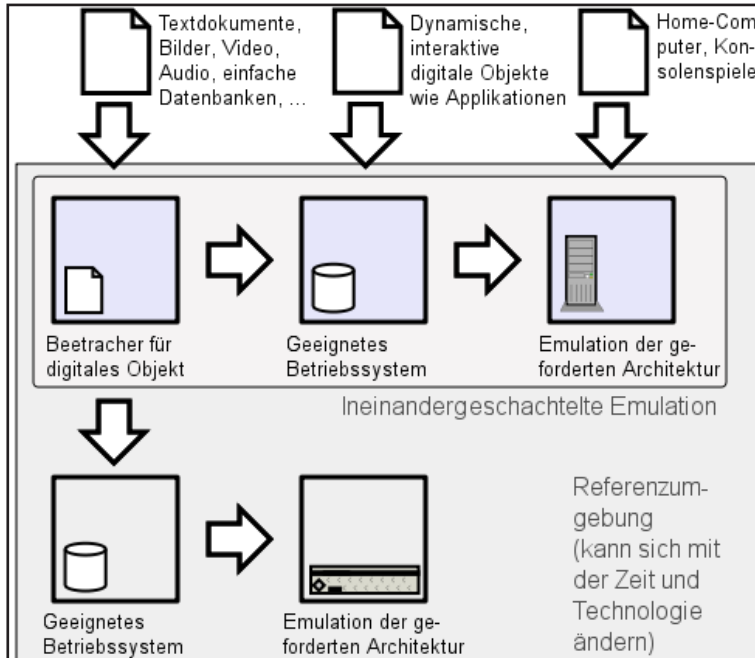 Textdokumente,
Bilder, Video,
Audio, einfache
Datenbanken, ...
Dynamische,
interaktive
digitale Objekte
wie Applikationen
Home-Com
puter, Kon-
solenspiele
Beetracher für
digitales Objekt
Geeignetes
Betriebssystem
Emulation der ge-
forderten Architektur
Ineinandergeschachtelte Emulation
Geeignetes
Betriebssystem
Emulation der ge-
forderten Architektur
Referenzum-
gebung
(kann sich mit
der Zeit und
Technologie
ändern)